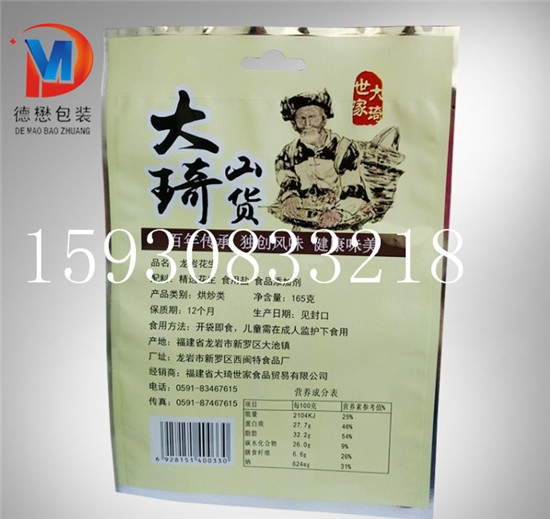 德懋包装
DE MAO BAO ZHUANG
大琦
世家
大琦
山货
百年传承 独创风味 健康味美
15930833218
品名：龙岩花生
配料：精选花生 食用盐 食品添加剂
产品类别：烘炒类 净含量：165克
保质期：12个月 生产日期：见封口
食用方法：开袋即食，儿童需在成人监护下食用
产地：福建省龙岩市新罗区大池镇
厂址：龙岩市新罗区西闽特食品厂
经销商：福建省大琦世家食品贸易有限公司
电话：0591-83467615
传真：0591-87467615
营养成分表
项目 每100克 营养素参考值%
能量 2104KJ 25%
蛋白质 27.7g 46%
脂肪 32.2g 54%
碳水化合物 26.0g 9%
膳食纤维 6.6g 26%
钠 624mg 31%
6 928151 400330